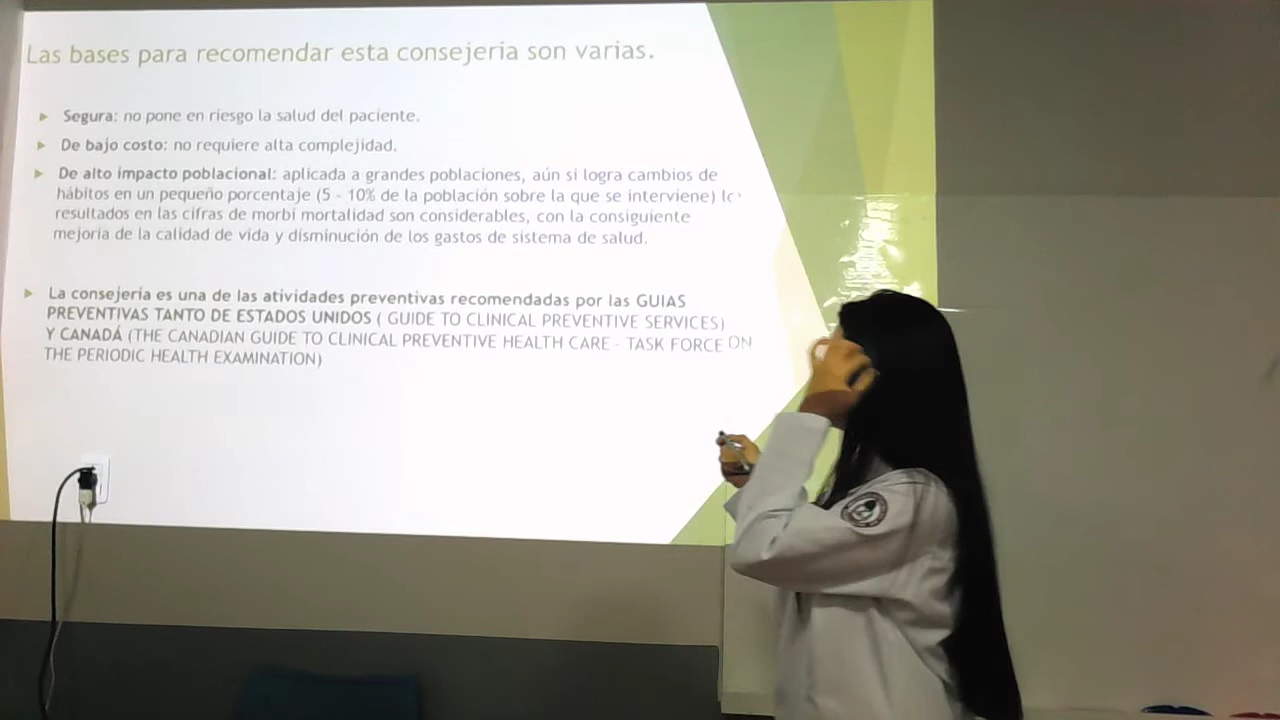 Las bases para recomendar esta consejeria son varias.
Segura: no pone en riesgo la salud del paciente.
De bajo costo: no requiere alta complejidad.
De alto impacto poblacional: aplicada a grandes poblaciones, aún si logra cambios de
hábitos en un pequeño porcentaje (5 - 10% de la población sobre la que se interviene)
resultados en las cifras de morbi mortalidad son considerables, con la consiguiente
mejoria de la calidad de vida y disminución de los gastos de sistema de salud.
La consejeria es una de las atividades preventivas recomendadas por las GUIAS
PREVENTIVAS TANTO DE ESTADOS UNIDOS ( GUIDE TO CLINICAL PREVENTIVE SERVICES)
Y CANADÁ (THE CANADIAN GUIDE TO CLINICAL PREVENTIVE HEALTH CARE - TASK FORCE ON
THE PERIODIC HEALTH EXAMINATION)